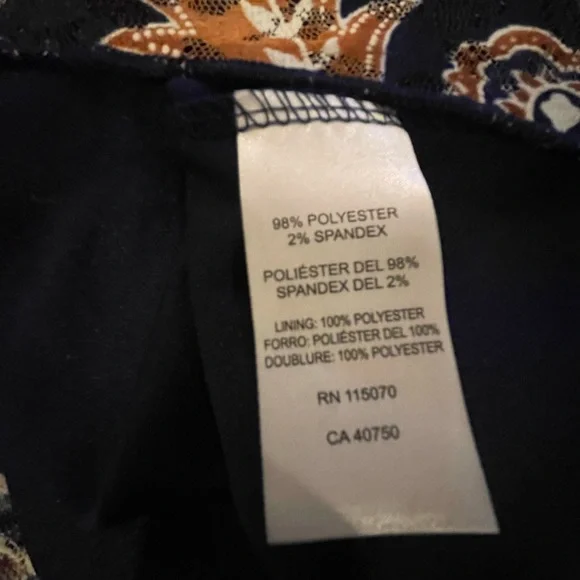 98% POLYESTER
2% SPANDEX
POLIÉSTER DEL 98%
SPANDEX DEL 2%
LINING: 100% POLYESTER
FORRO: POLIÉSTER DEL 100%
DOUBLURE: 100% POLYESTER
RN 115070
CA 40750